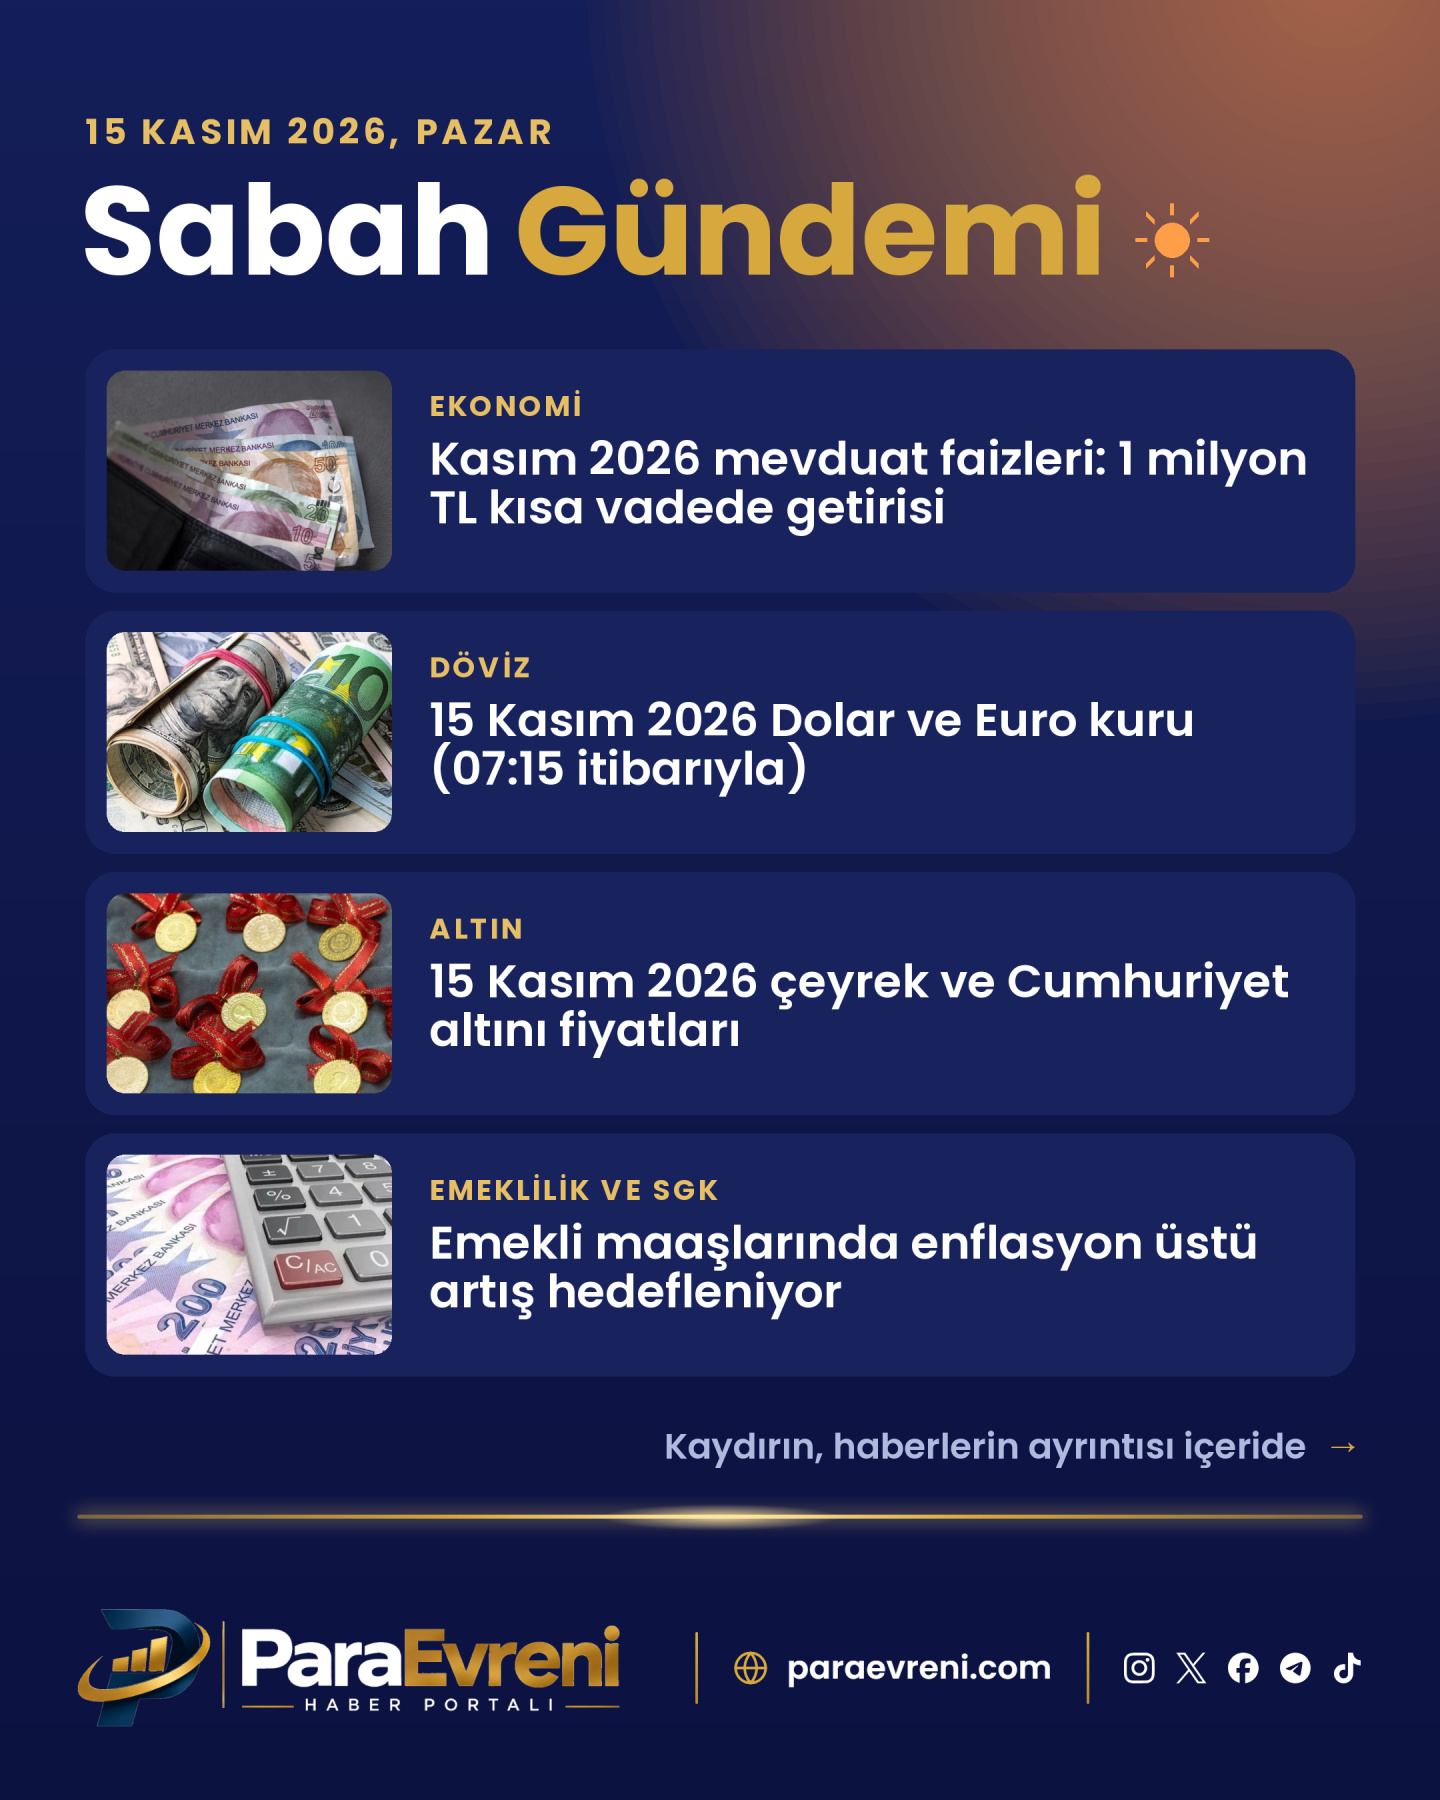 15 KASIM 2026, PAZAR
Sabah Gündemi
EKONOMİ
Kasım 2026 mevduat faizleri: 1 milyon
TL kısa vadede getirisi
DÖVİZ
15 Kasım 2026 Dolar ve Euro kuru
(07:15 itibarıyla)
ALTIN
15 Kasım 2026 çeyrek ve Cumhuriyet
altını fiyatları
EMEKLİLİK VE SGK
Emekli maaşlarında enflasyon üstü
artış hedefleniyor
Kaydırın, haberlerin ayrıntısı içeride →
ParaEvreni
HABER PORTALI
paraevreni.com